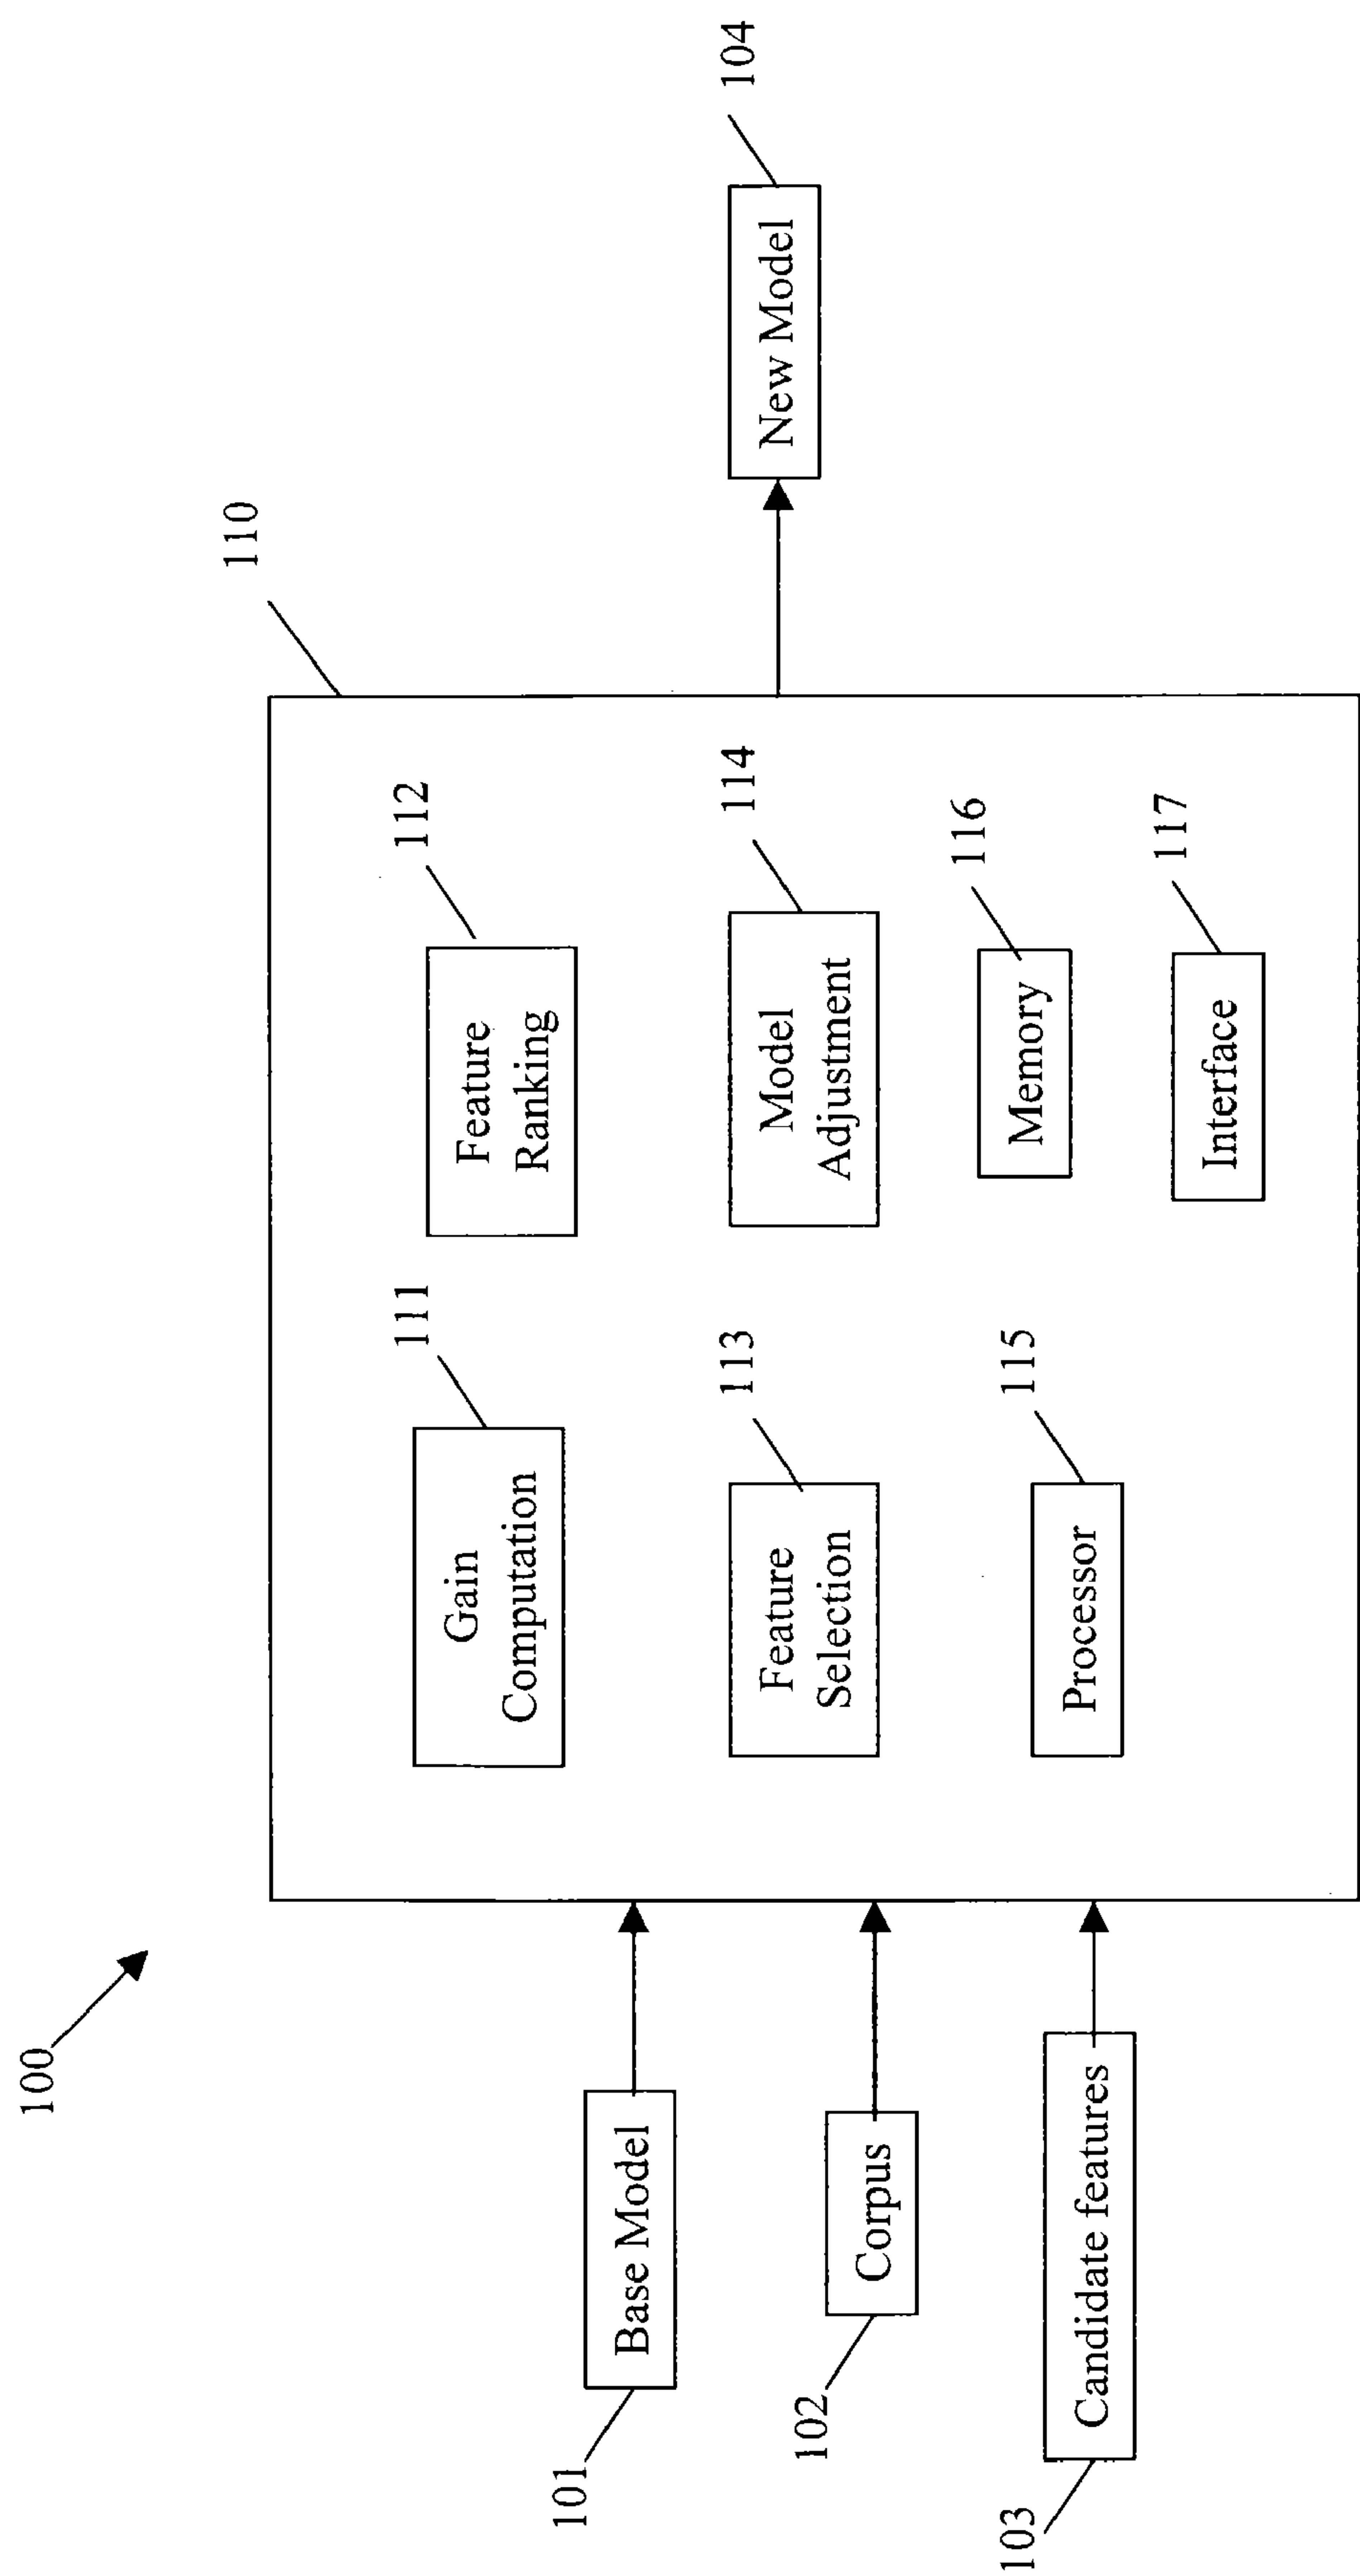 100
110
104
101
Base Model
102
Corpus
103
Candidate features
111
Gain
Computation
112
Feature
Ranking
113
Feature
Selection
114
Model
Adjustment
115
Processor
116
Memory
117
Interface
New Model